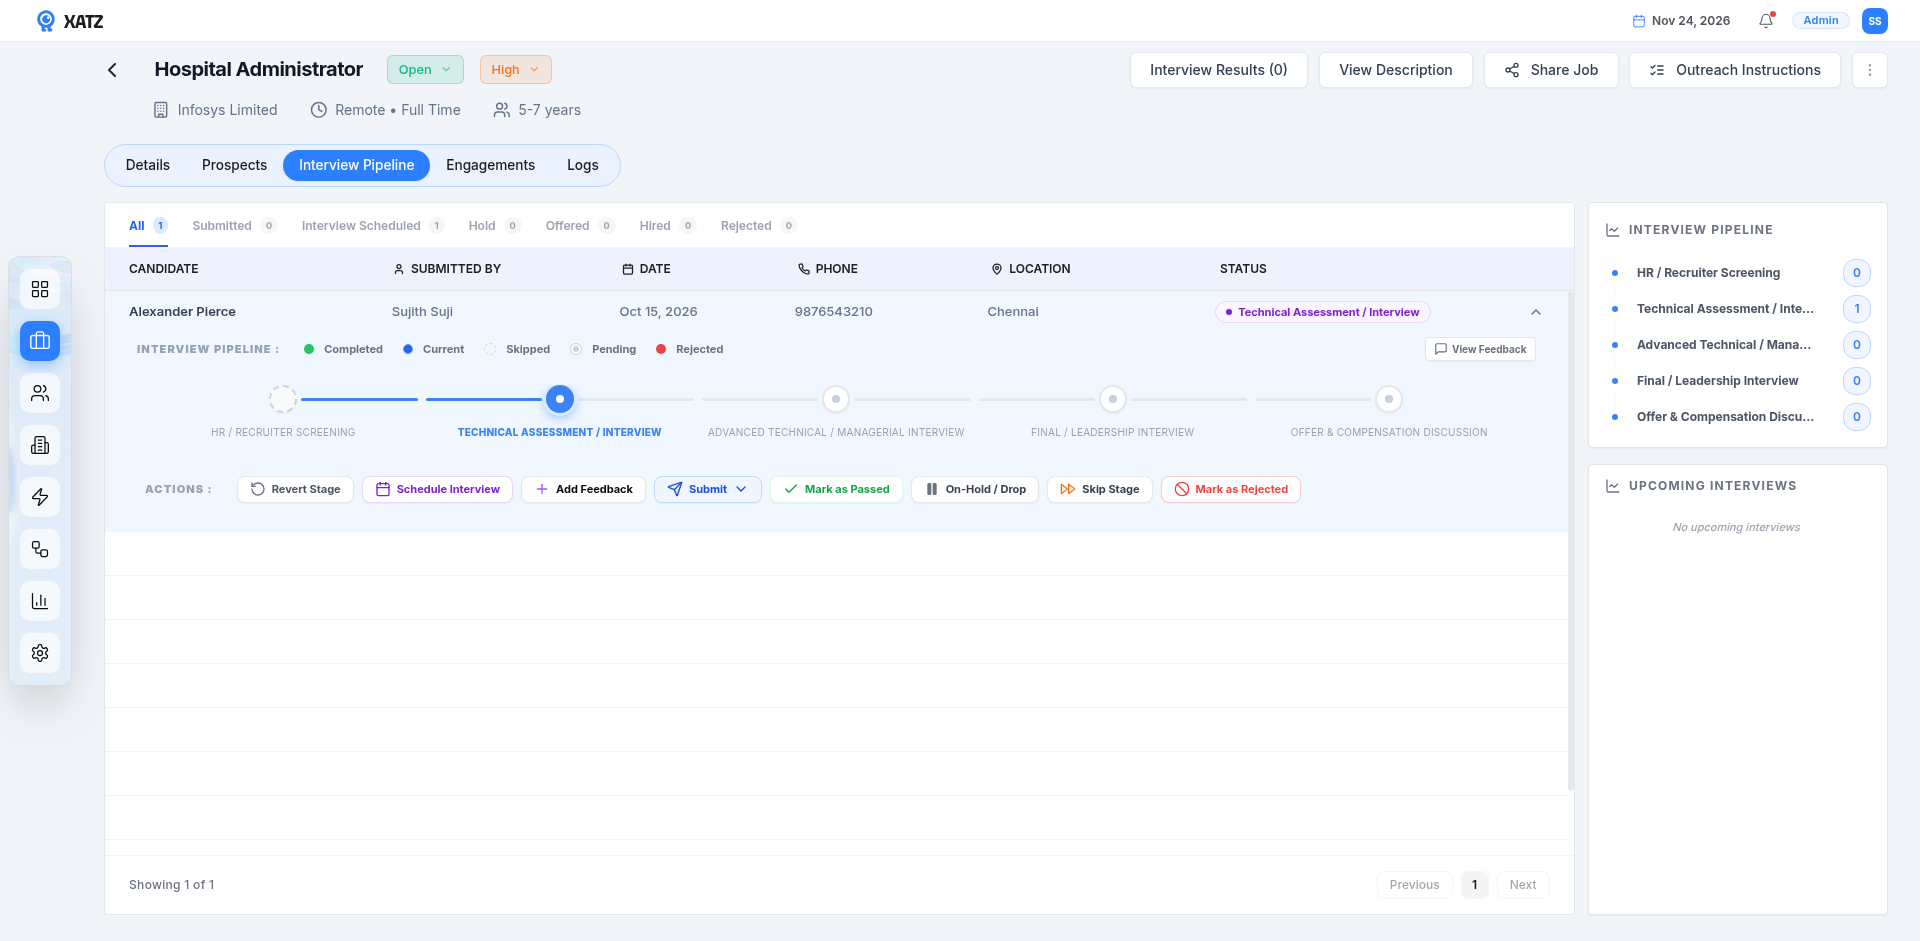 XATZ
Nov 24, 2026
Admin
SS
Hospital Administrator
Open
High
Interview Results (0)
View Description
Share Job
Outreach Instructions
Infosys Limited
Remote • Full Time
5-7 years
Details
Prospects
Interview Pipeline
Engagements
Logs
All 1
Submitted 0
Interview Scheduled 1
Hold 0
Offered 0
Hired 0
Rejected 0
CANDIDATE
SUBMITTED BY
DATE
PHONE
LOCATION
STATUS
Alexander Pierce
Sujith Suji
Oct 15, 2026
9876543210
Chennai
Technical Assessment / Interview
INTERVIEW PIPELINE :
Completed
Current
Skipped
Pending
Rejected
View Feedback
HR / RECRUITER SCREENING
TECHNICAL ASSESSMENT / INTERVIEW
ADVANCED TECHNICAL / MANAGERIAL INTERVIEW
FINAL / LEADERSHIP INTERVIEW
OFFER & COMPENSATION DISCUSSION
ACTIONS :
Revert Stage
Schedule Interview
Add Feedback
Submit
Mark as Passed
On-Hold / Drop
Skip Stage
Mark as Rejected
Showing 1 of 1
Previous
1
Next
INTERVIEW PIPELINE
HR / Recruiter Screening 0
Technical Assessment / Inte... 1
Advanced Technical / Mana... 0
Final / Leadership Interview 0
Offer & Compensation Discu... 0
UPCOMING INTERVIEWS
No upcoming interviews